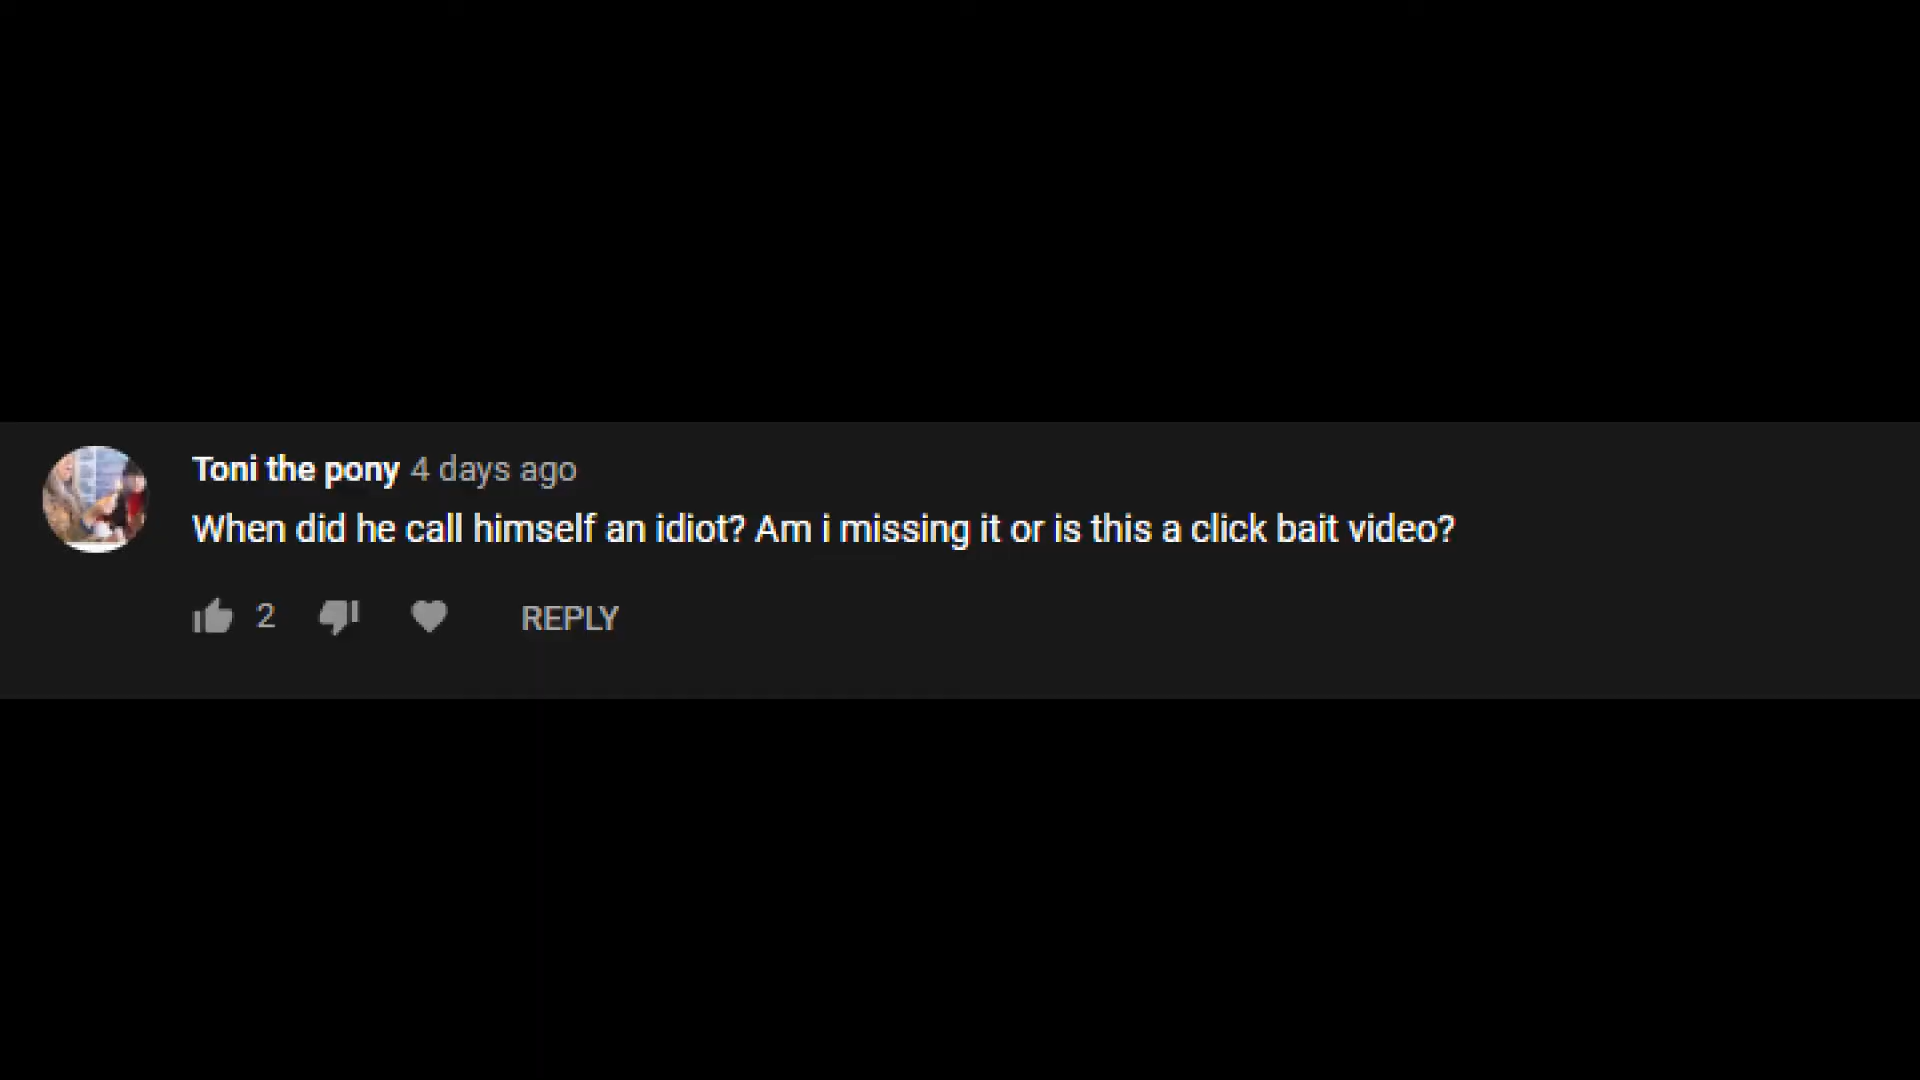 Toni the pony 4 days ago
When did he call himself an idiot? Am i missing it or is this a click bait video?
2 REPLY